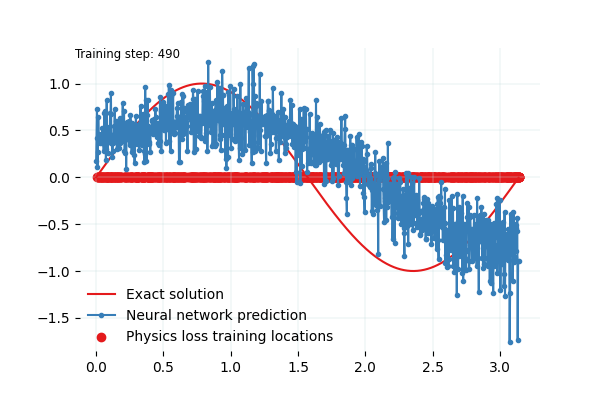 Training step: 490
1.0
0.5
0.0
−0.5
−1.0
−1.5
Exact solution
Neural network prediction
Physics loss training locations
0.0 0.5 1.0 1.5 2.0 2.5 3.0